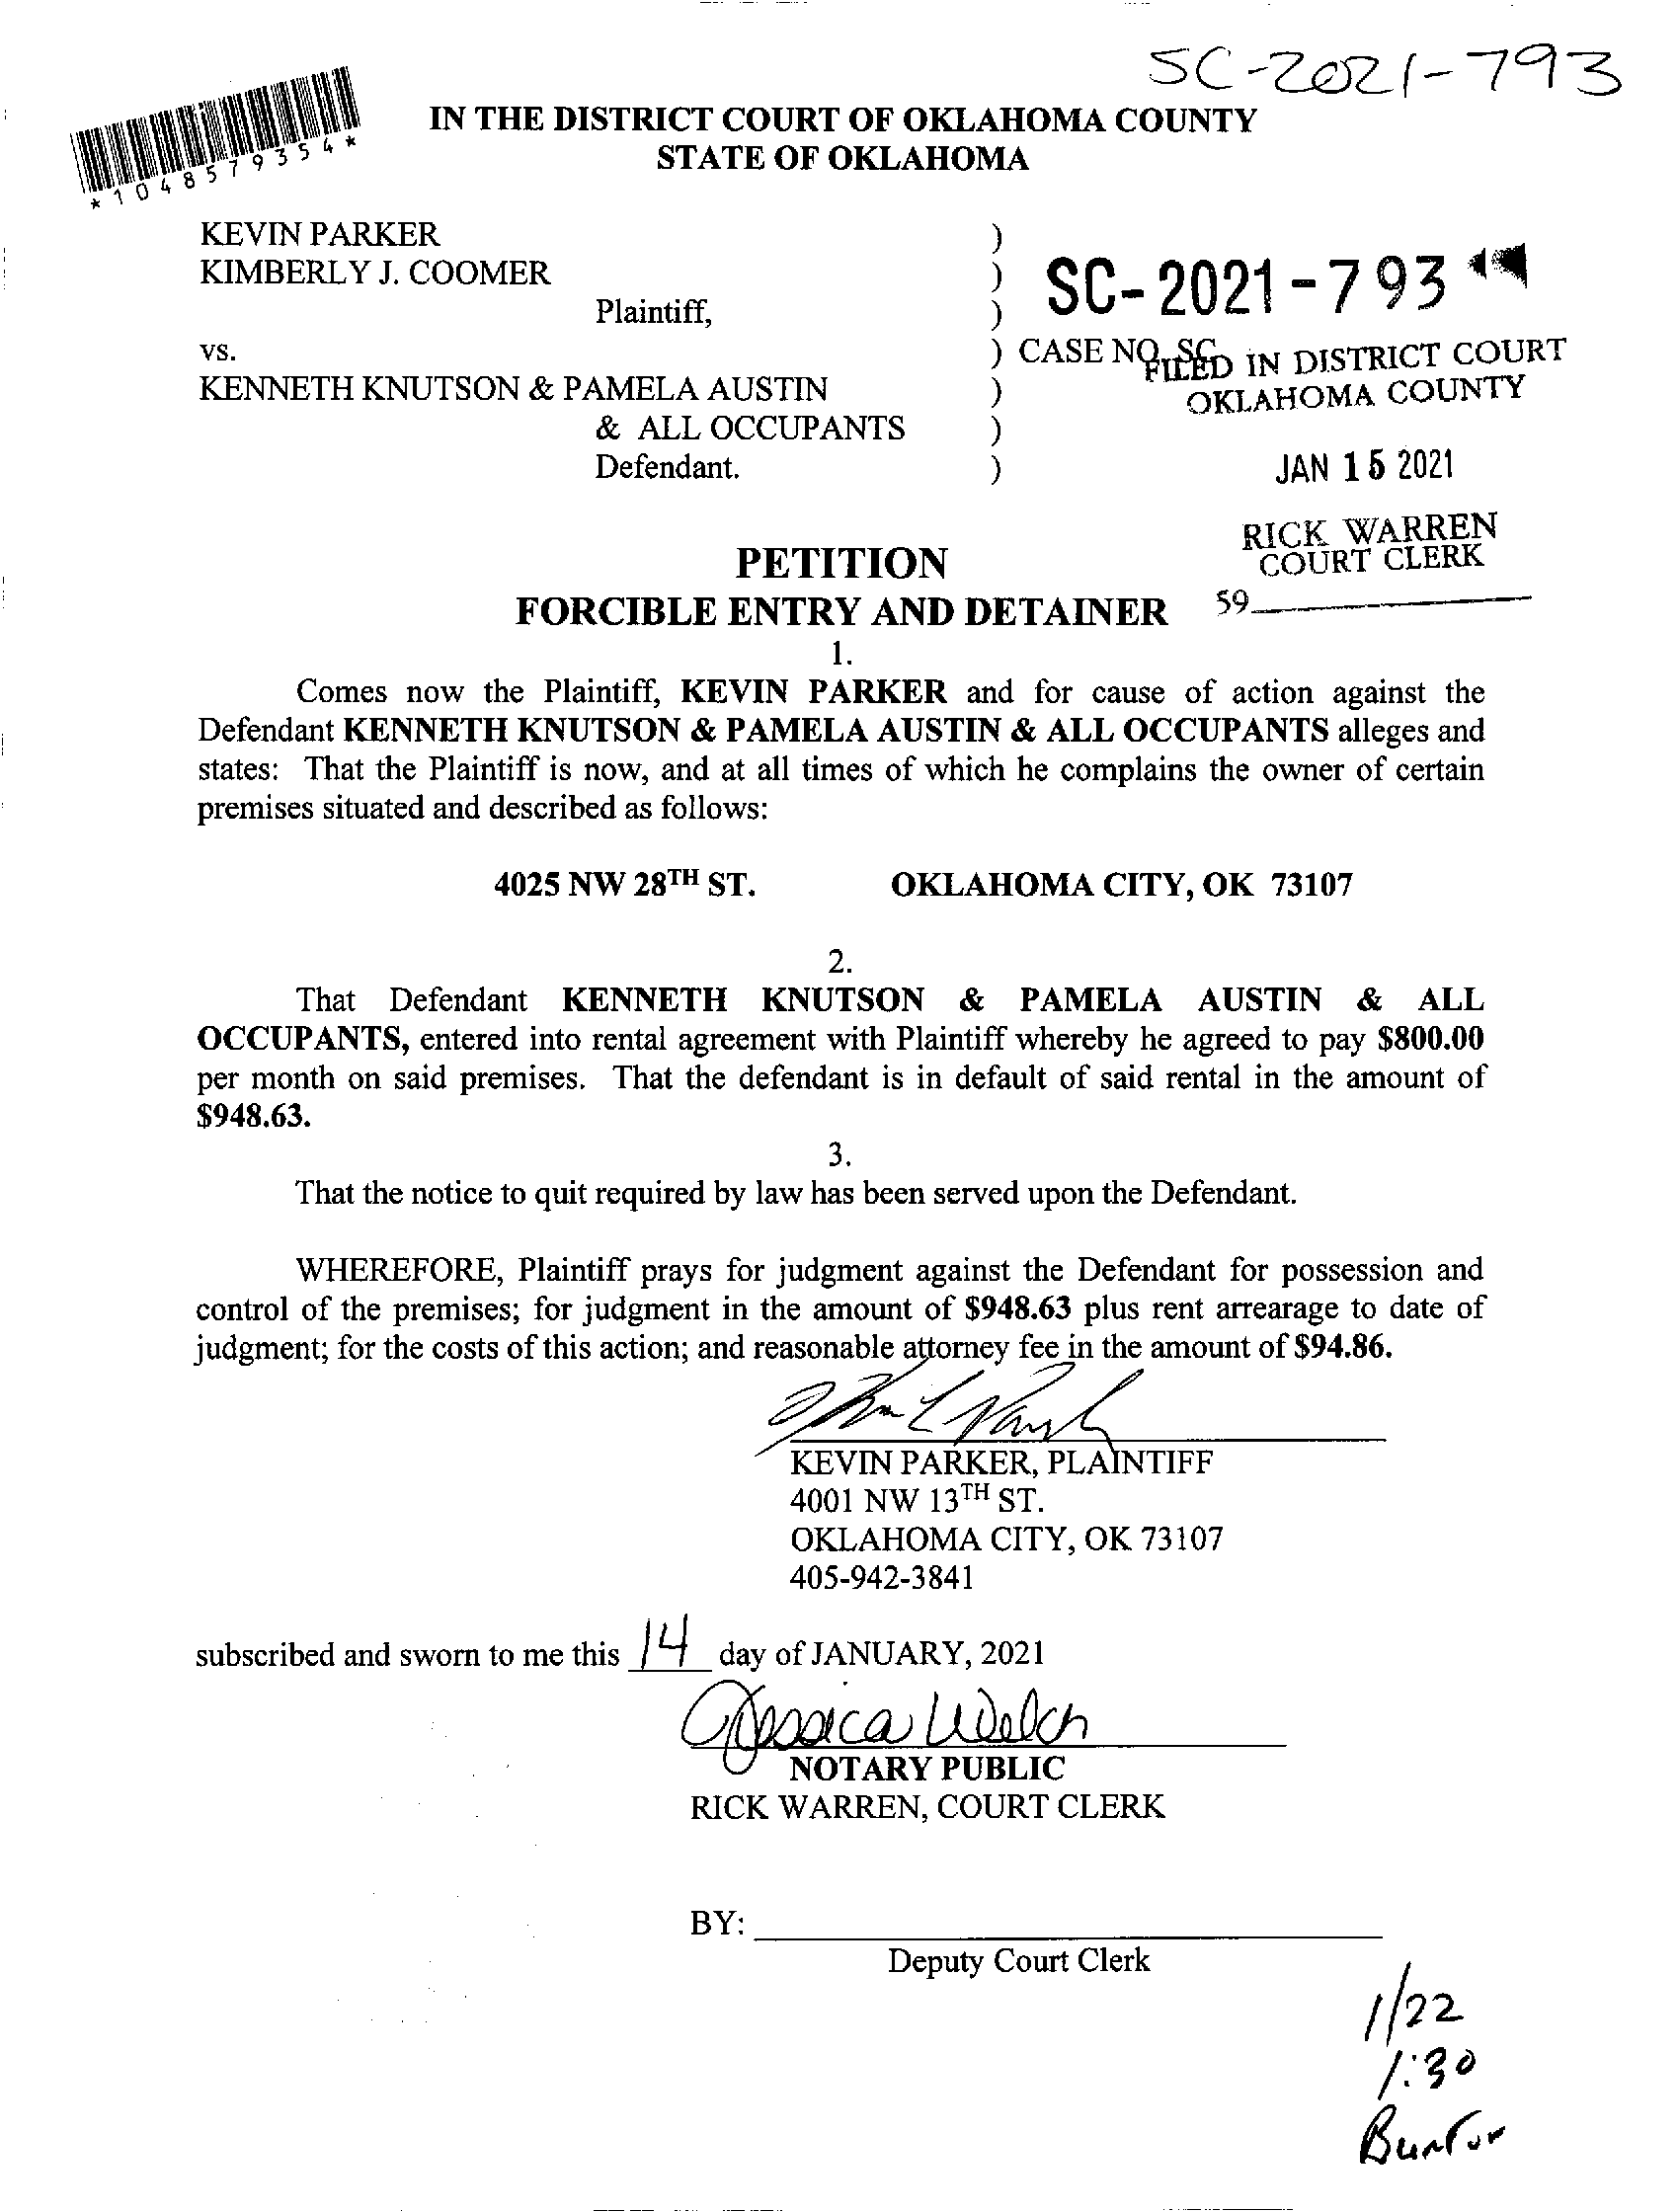 SC-2021-793
*1048579354*
IN THE DISTRICT COURT OF OKLAHOMA COUNTY
STATE OF OKLAHOMA
KEVIN PARKER )
KIMBERLY J. COOMER )
Plaintiff, )
SC-2021-793
vs. ) CASE NO. SC
KENNETH KNUTSON & PAMELA AUSTIN )
& ALL OCCUPANTS )
Defendant. )
FILED IN DISTRICT COURT
OKLAHOMA COUNTY
JAN 15 2021
RICK WARREN
COURT CLERK
59
PETITION
FORCIBLE ENTRY AND DETAINER
1.
Comes now the Plaintiff, KEVIN PARKER and for cause of action against the
Defendant KENNETH KNUTSON & PAMELA AUSTIN & ALL OCCUPANTS alleges and
states: That the Plaintiff is now, and at all times of which he complains the owner of certain
premises situated and described as follows:
4025 NW 28TH ST. OKLAHOMA CITY, OK 73107
2.
That Defendant KENNETH KNUTSON & PAMELA AUSTIN & ALL
OCCUPANTS, entered into rental agreement with Plaintiff whereby he agreed to pay $800.00
per month on said premises. That the defendant is in default of said rental in the amount of
$948.63.
3.
That the notice to quit required by law has been served upon the Defendant.
WHEREFORE, Plaintiff prays for judgment against the Defendant for possession and
control of the premises; for judgment in the amount of $948.63 plus rent arrearage to date of
judgment; for the costs of this action; and reasonable attorney fee in the amount of $94.86.
KEVIN PARKER, PLAINTIFF
4001 NW 13TH ST.
OKLAHOMA CITY, OK 73107
405-942-3841
subscribed and sworn to me this 14 day of JANUARY, 2021
Jessica Welch
NOTARY PUBLIC
RICK WARREN, COURT CLERK
BY:
Deputy Court Clerk
1/22
1:30